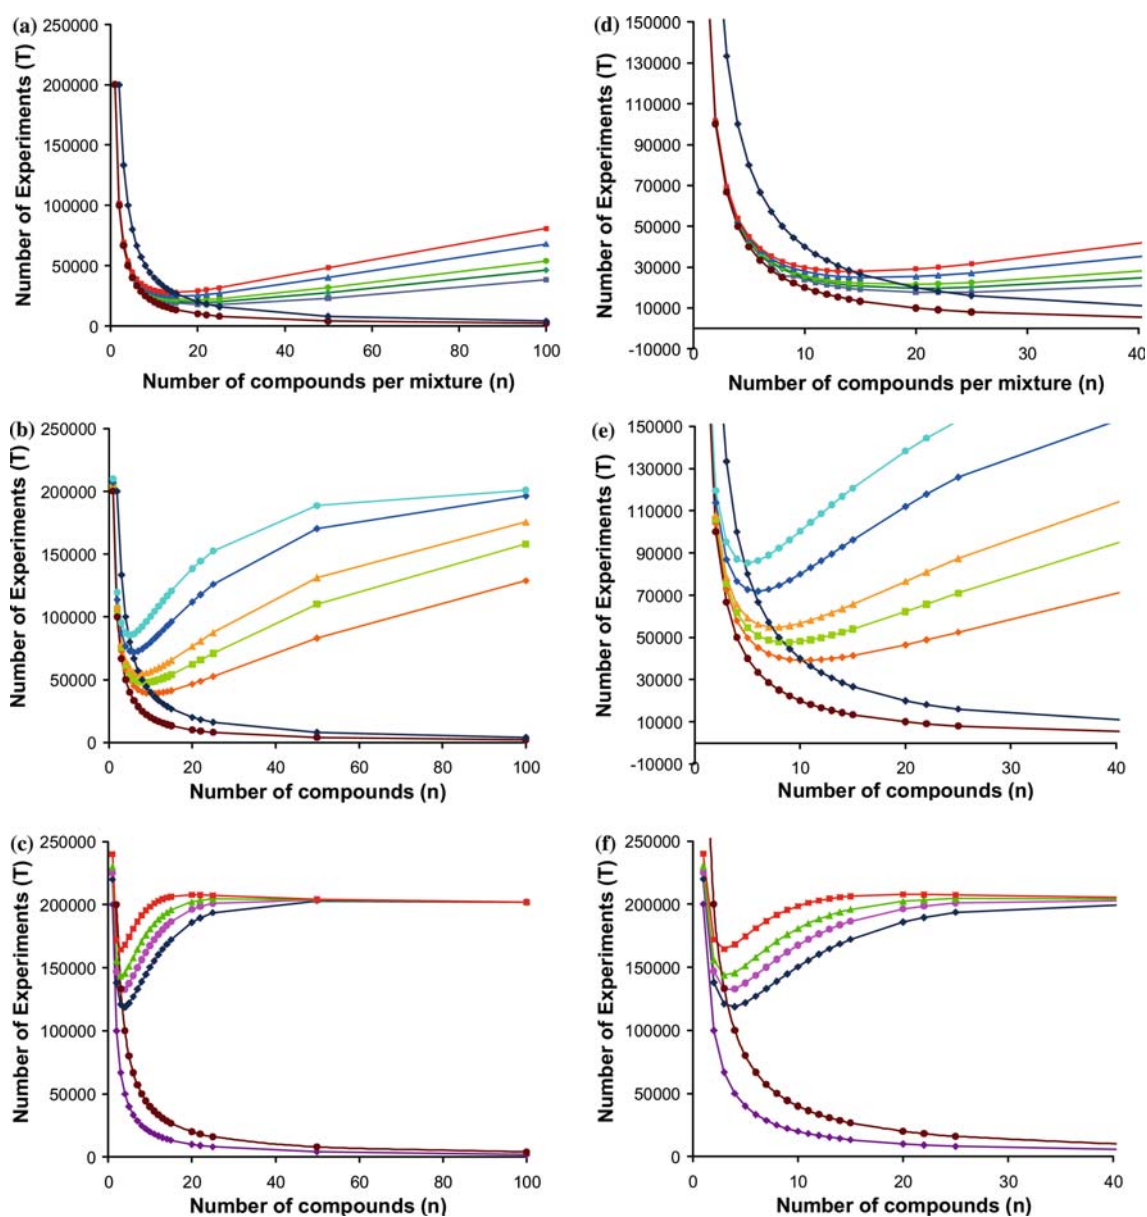 (a)
Number of Experiments (T)
250000
200000
150000
100000
50000
0
0 20 40 60 80 100
Number of compounds per mixture (n)
(d)
Number of Experiments (T)
150000
130000
110000
90000
70000
50000
30000
10000
-10000
0 10 20 30 40
Number of compounds per mixture (n)
(b)
Number of Experiments (T)
250000
200000
150000
100000
50000
0
0 20 40 60 80 100
Number of compounds (n)
(e)
Number of Experiments (T)
150000
130000
110000
90000
70000
50000
30000
10000
-10000
0 10 20 30 40
Number of compounds (n)
(c)
Number of Experiments (T)
250000
200000
150000
100000
50000
0
0 20 40 60 80 100
Number of compounds (n)
(f)
Number of Experiments (T)
250000
200000
150000
100000
50000
0
0 10 20 30 40
Number of compounds (n)